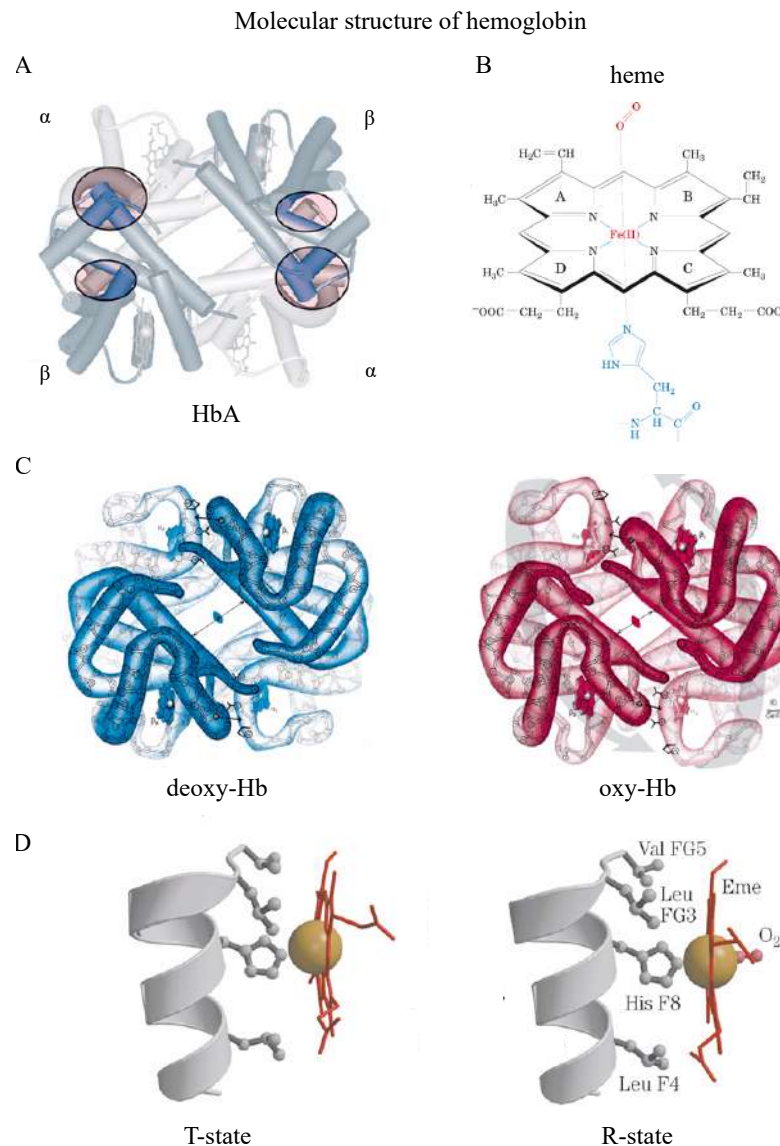 Molecular structure of hemoglobin
A
B
heme
α
β
β
α
HbA
O
O
H₂C=CH
CH₃
CH₂
CH
H₃C
A
B
N
N
Fe(II)
N
N
D
C
H₃C
CH₃
⁻OOC—CH₂—CH₂
CH₂—CH₂—COO
N
HN
CH₂
O
N—C—C
H
H
C
deoxy-Hb
oxy-Hb
D
Val FG5
Leu
FG3
Eme
O₂
His F8
Leu F4
T-state
R-state